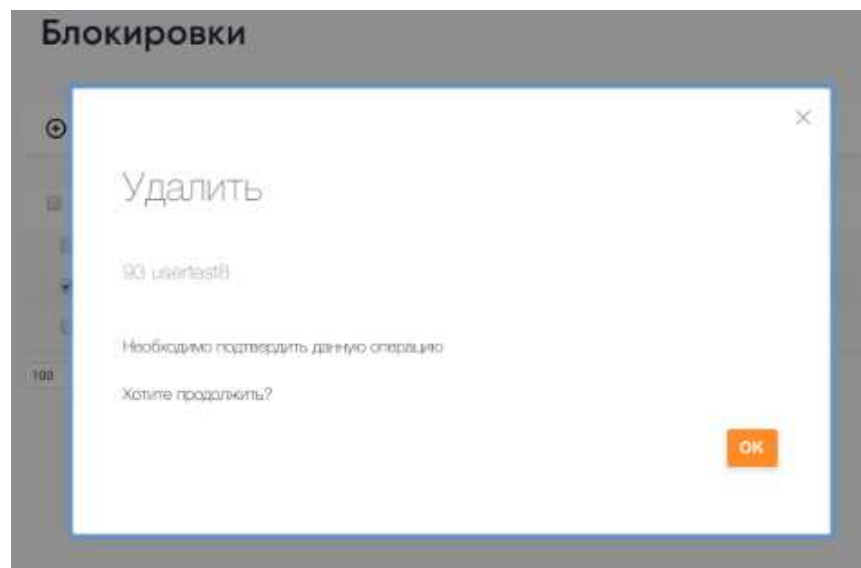 Блокировки
Удалить
93 usertest8
Необходимо подтвердить данную операцию
100
Хотите продолжить?
OK